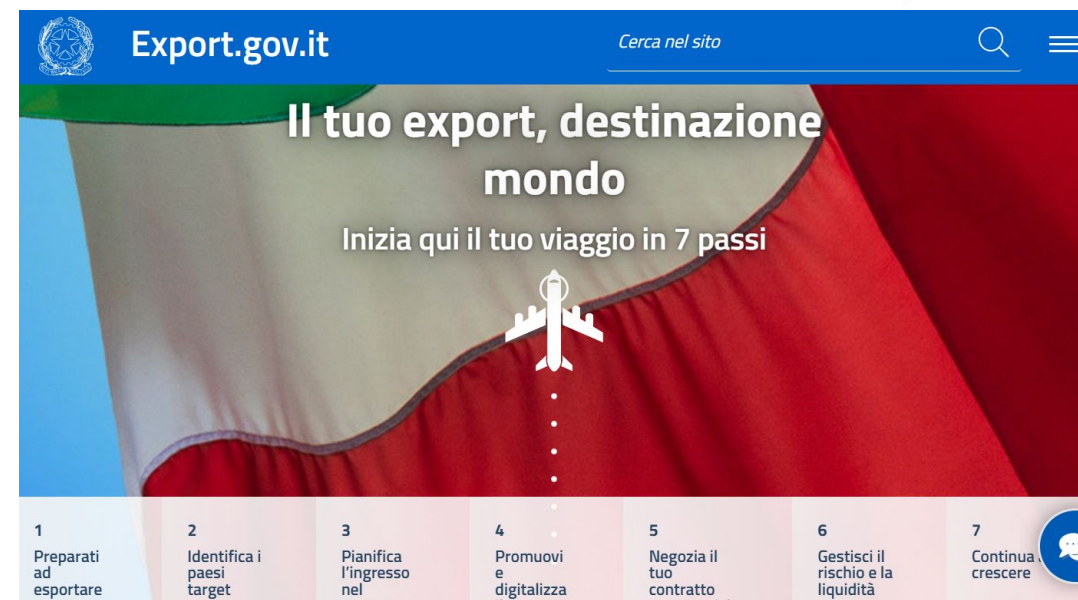 Export.gov.it
Cerca nel sito
Il tuo export, destinazione
mondo
Inizia qui il tuo viaggio in 7 passi
1
Preparati
ad
esportare
2
Identifica i
paesi
target
3
Pianifica
l'ingresso
nel
4
Promuovi
e
digitalizza
5
Negozia il
tuo
contratto
6
Gestisci il
rischio e la
liquidità
7
Continua
crescere